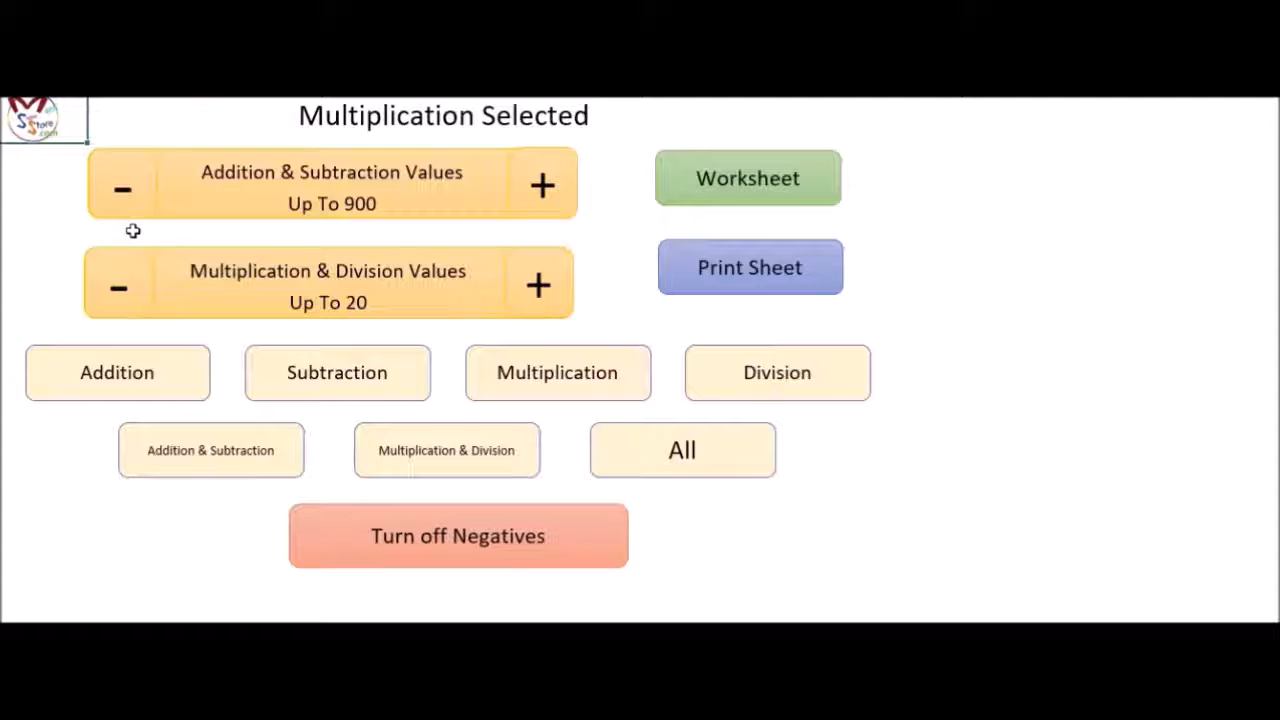 Multiplication Selected
- Addition & Subtraction Values +
Up To 900
Worksheet
- Multiplication & Division Values +
Up To 20
Print Sheet
Addition
Subtraction
Multiplication
Division
Addition & Subtraction
Multiplication & Division
All
Turn off Negatives